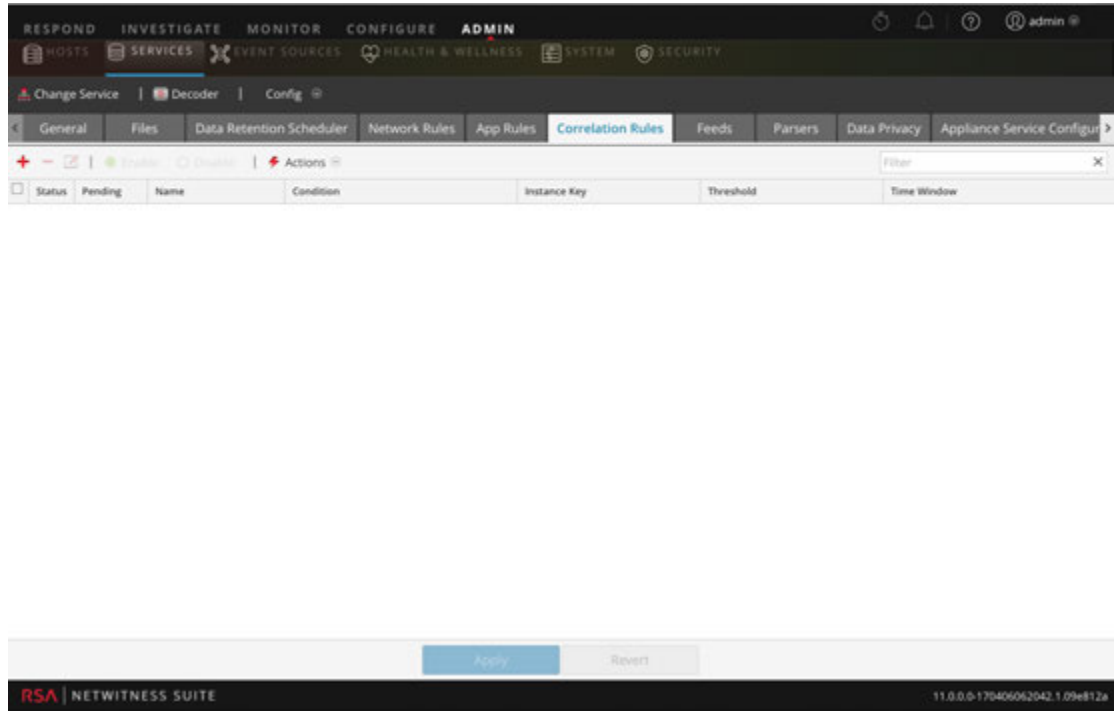 RESPOND INVESTIGATE MONITOR CONFIGURE ADMIN admin
HOSTS SERVICES EVENT SOURCES HEALTH & WELLNESS SYSTEM SECURITY
Change Service | Decoder | Config
General Files Data Retention Scheduler Network Rules App Rules Correlation Rules Feeds Parsers Data Privacy Appliance Service Configur
Enable Disable | Actions Filter
Status Pending Name Condition Instance Key Threshold Time Window
Apply Revert
RSA | NETWITNESS SUITE 11.0.0.0-170406062042.1.09e812a